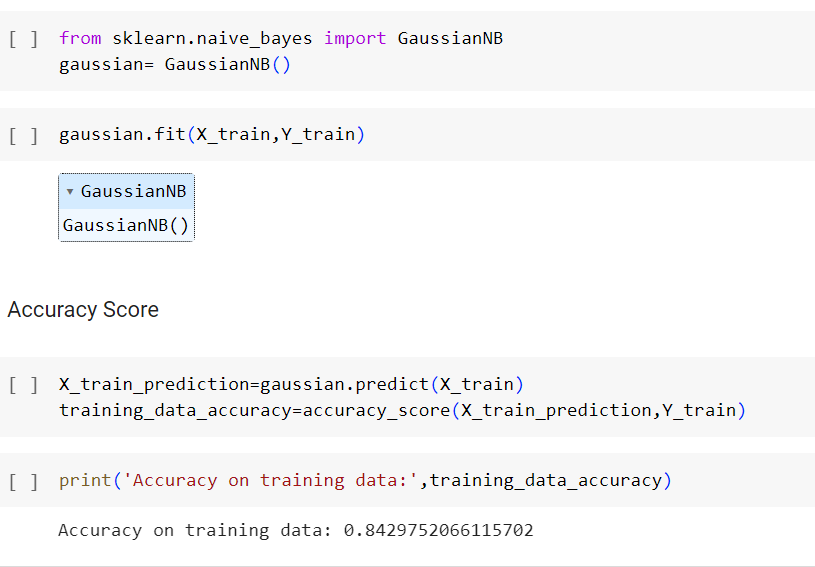 [ ] from sklearn.naive_bayes import GaussianNB
gaussian= GaussianNB()
[ ] gaussian.fit(X_train,Y_train)
▾ GaussianNB
GaussianNB()
Accuracy Score
[ ] X_train_prediction=gaussian.predict(X_train)
training_data_accuracy=accuracy_score(X_train_prediction,Y_train)
[ ] print('Accuracy on training data:',training_data_accuracy)
Accuracy on training data: 0.8429752066115702